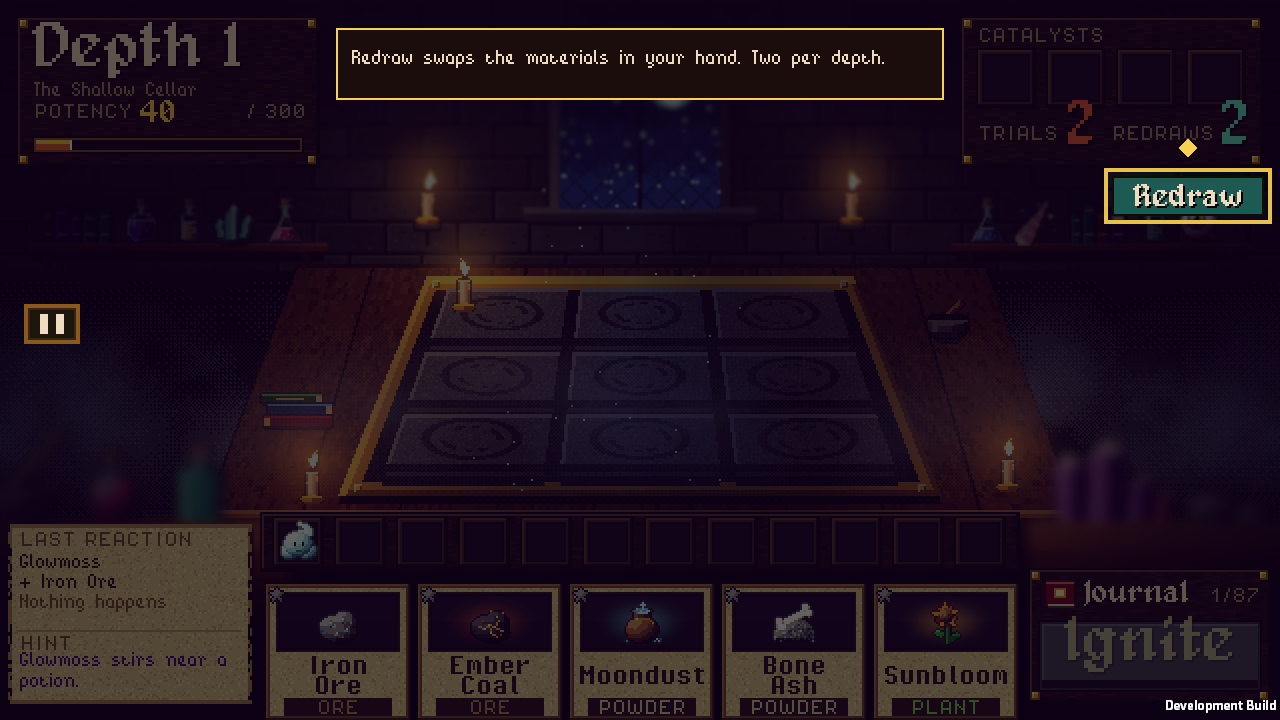 Depth 1
The Shallow Cellar
POTENCY 40 / 300
Redraw swaps the materials in your hand. Two per depth.
CATALYSTS
TRIALS 2 REDRAWS 2
Redraw
LAST REACTION
Glowmoss
+ Iron Ore
Nothing happens
HINT
Glowmoss stirs near a
potion.
Iron
Ore
ORE
Ember
Coal
ORE
Moondust
POWDER
Bone
Ash
POWDER
Sunbloom
PLANT
Journal 1/87
Ignite
Development Build